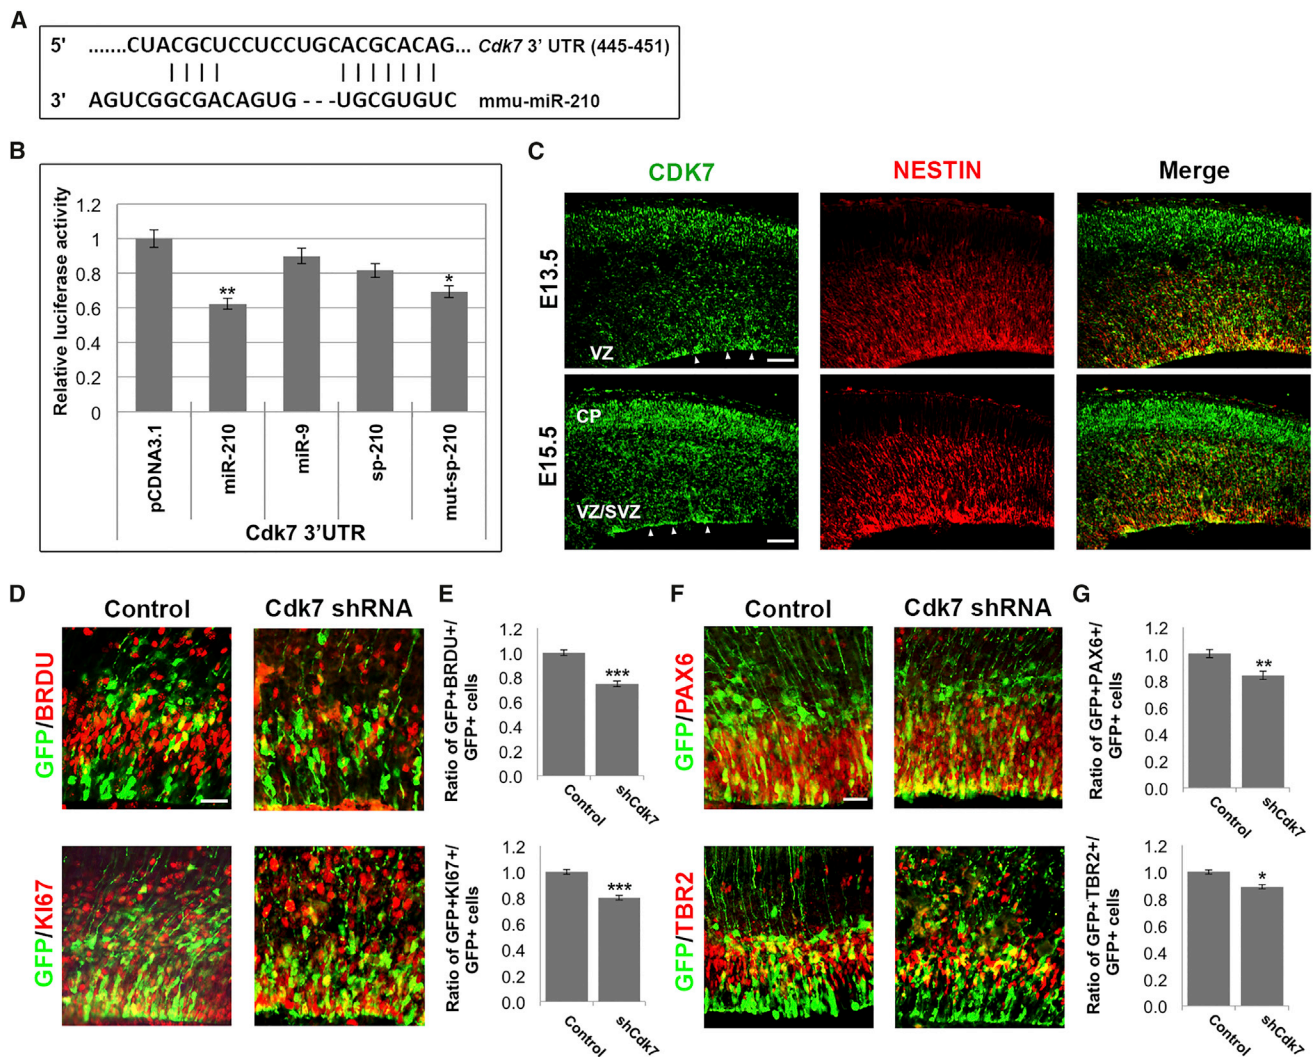 A
5' .......CUACGCUCCUCCUGCACGCACAG... Cdk7 3' UTR (445-451)
3' AGUCGGCGACAGUG - - -UGCGUGUC mmu-miR-210
B
Relative luciferase activity
1.2
1
0.8
0.6
0.4
0.2
0
**
*
pCDNA3.1
miR-210
miR-9
sp-210
mut-sp-210
Cdk7 3'UTR
C
CDK7 NESTIN Merge
E13.5
VZ
E15.5
CP
VZ/SVZ
D
Control Cdk7 shRNA
GFP/BRDU
GFP/KI67
E
Ratio of GFP+BRDU+/
GFP+ cells
1.2
1.0
0.8
0.6
0.4
0.2
0.0
***
Control
shCdk7
Ratio of GFP+KI67+/
GFP+ cells
1.2
1.0
0.8
0.6
0.4
0.2
0.0
***
Control
shCdk7
F
Control Cdk7 shRNA
GFP/PAX6
GFP/TBR2
G
Ratio of GFP+PAX6+/
GFP+ cells
1.2
1.0
0.8
0.6
0.4
0.2
0.0
**
Control
shCdk7
Ratio of GFP+TBR2+/
GFP+ cells
1.2
1.0
0.8
0.6
0.4
0.2
0.0
*
Control
shCdk7